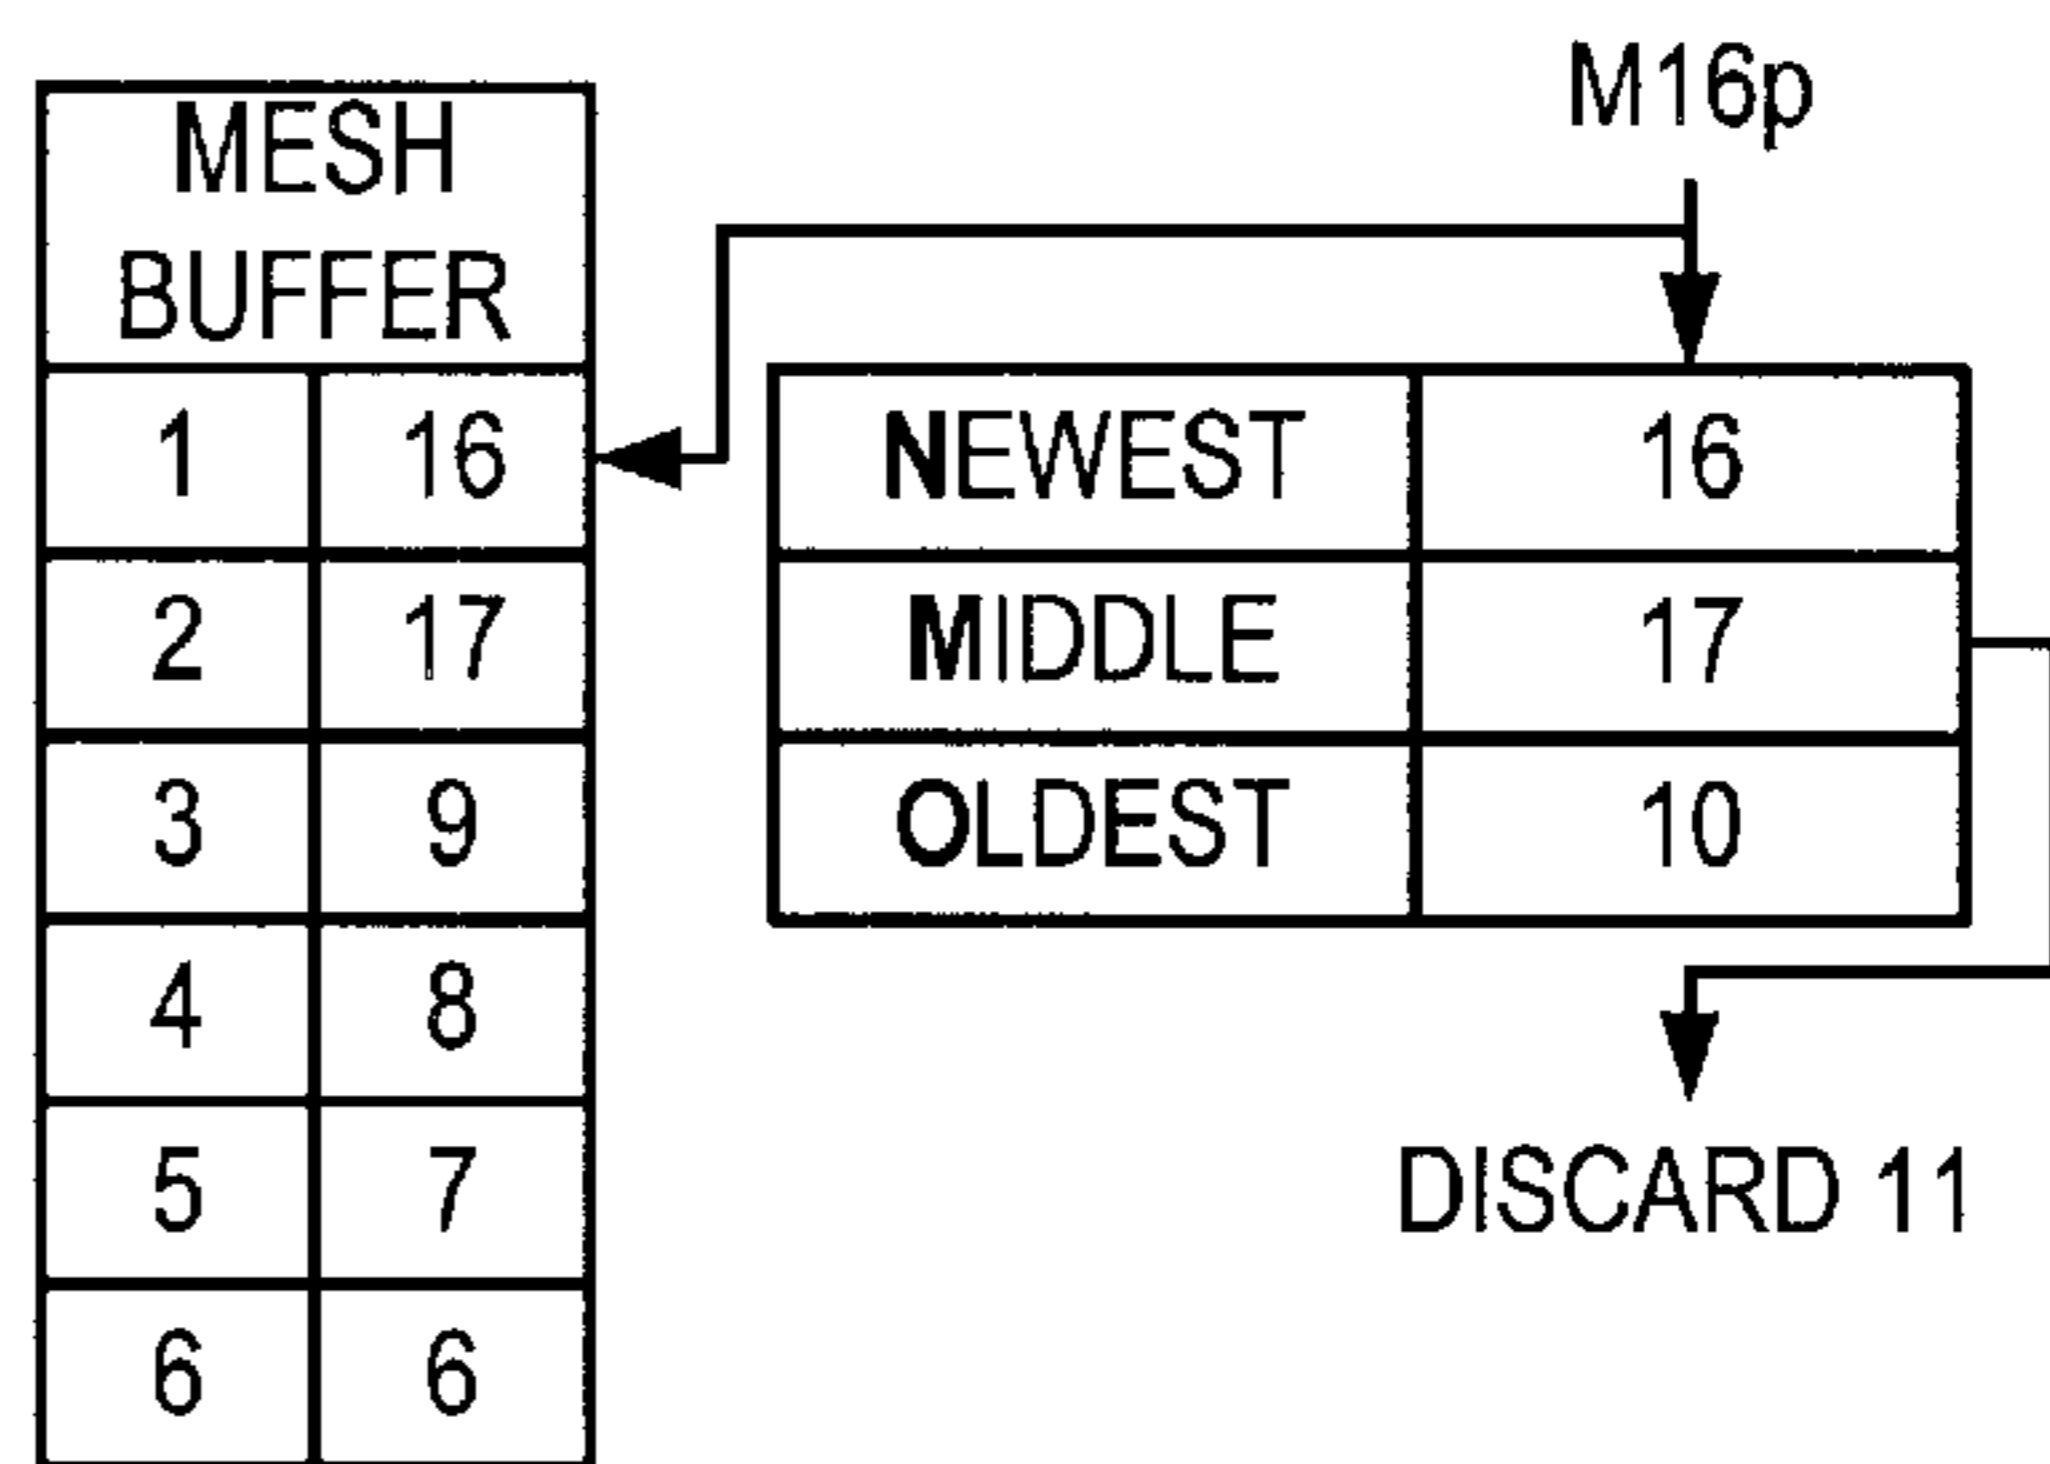 M16p
MESH
BUFFER
1 16
2 17
3 9
4 8
5 7
6 6
NEWEST 16
MIDDLE 17
OLDEST 10
DISCARD 11